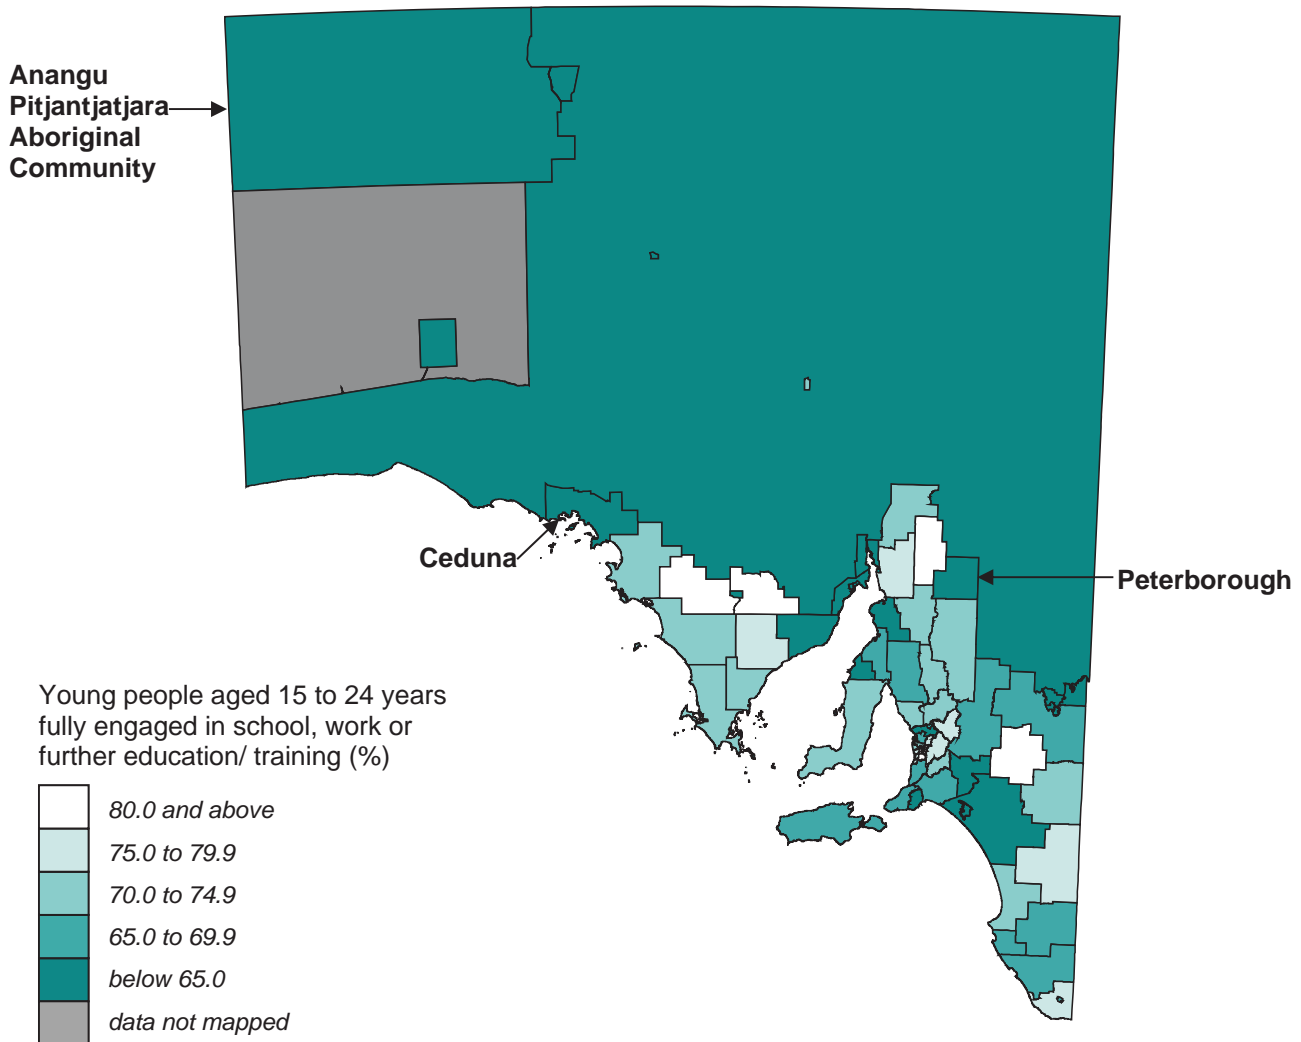 Anangu
Pitjantjatjara
Aboriginal
Community
Ceduna
Peterborough
Young people aged 15 to 24 years
fully engaged in school, work or
further education/ training (%)
80.0 and above
75.0 to 79.9
70.0 to 74.9
65.0 to 69.9
below 65.0
data not mapped